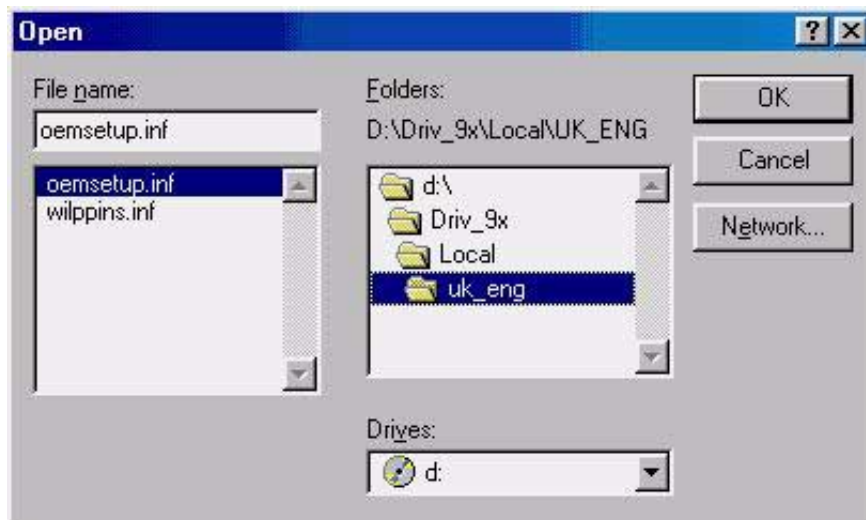 Open
File name:
oemsetup.inf
oemsetup.inf
wilppins.inf
Folders:
D:\Driv_9x\Local\UK_ENG
d:\
Driv_9x
Local
uk_eng
Drives:
d:
OK
Cancel
Network...